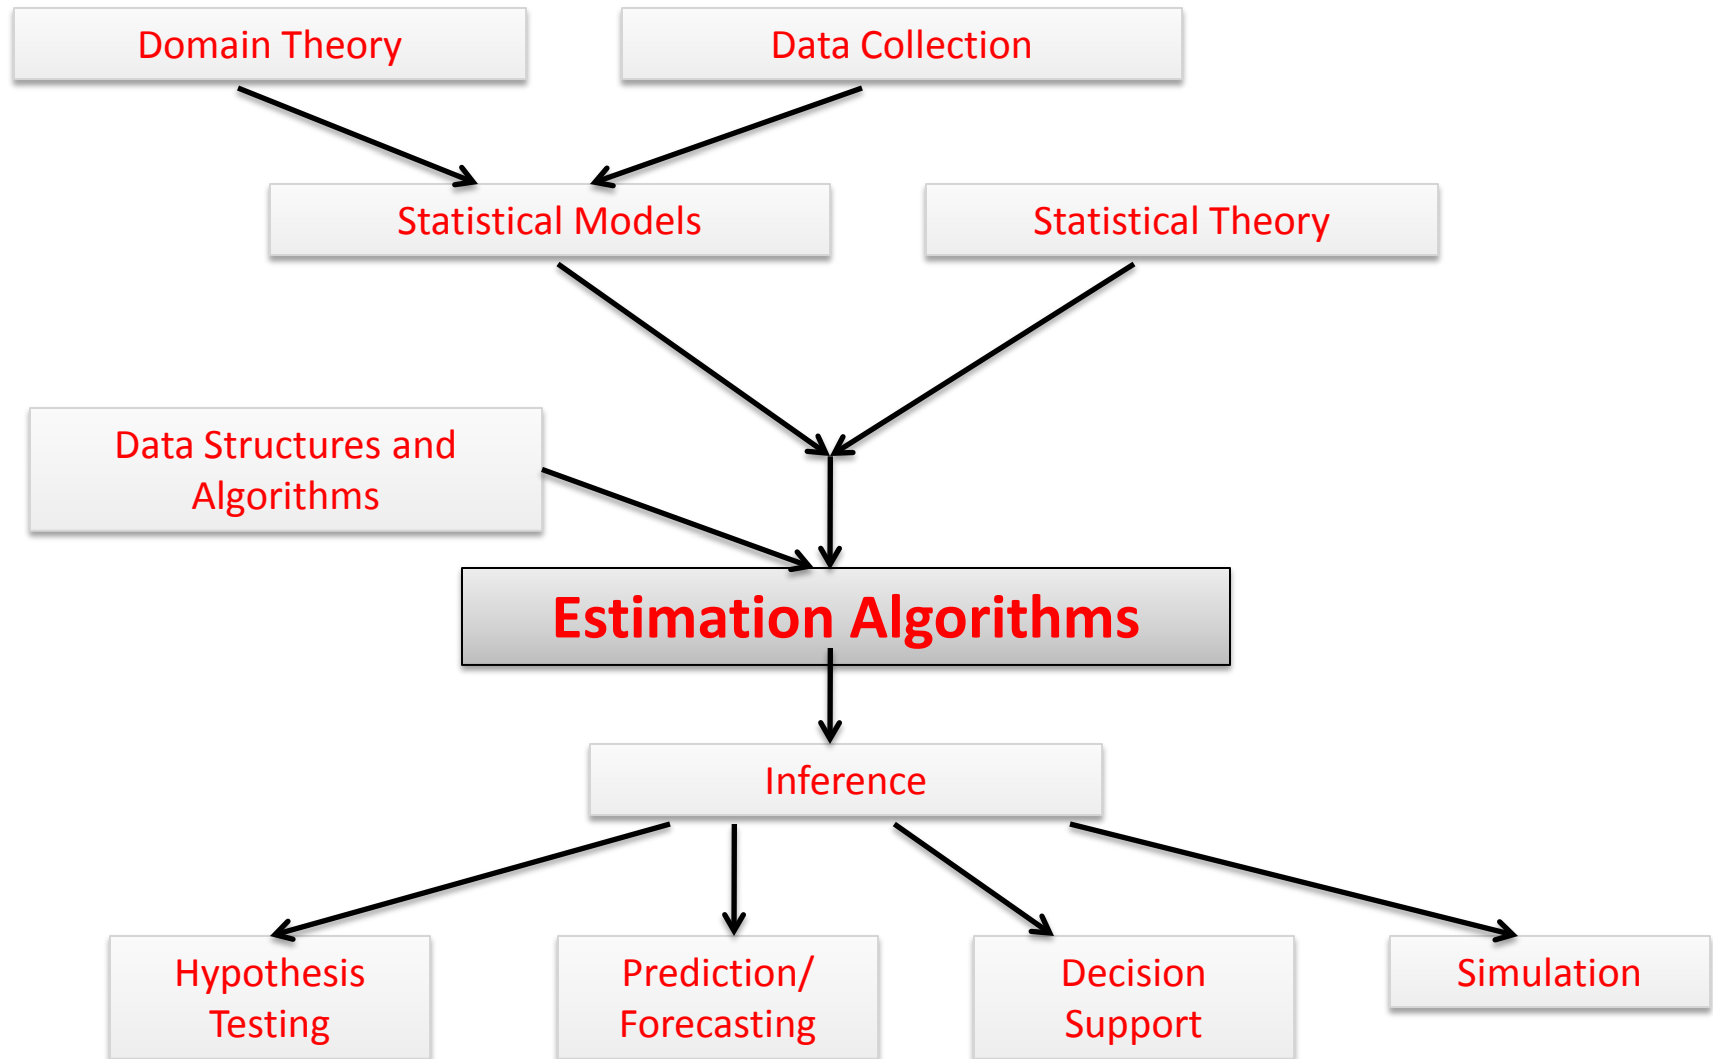 Domain Theory
Data Collection
Statistical Models
Statistical Theory
Data Structures and
Algorithms
Estimation Algorithms
Inference
Hypothesis
Testing
Prediction/
Forecasting
Decision
Support
Simulation